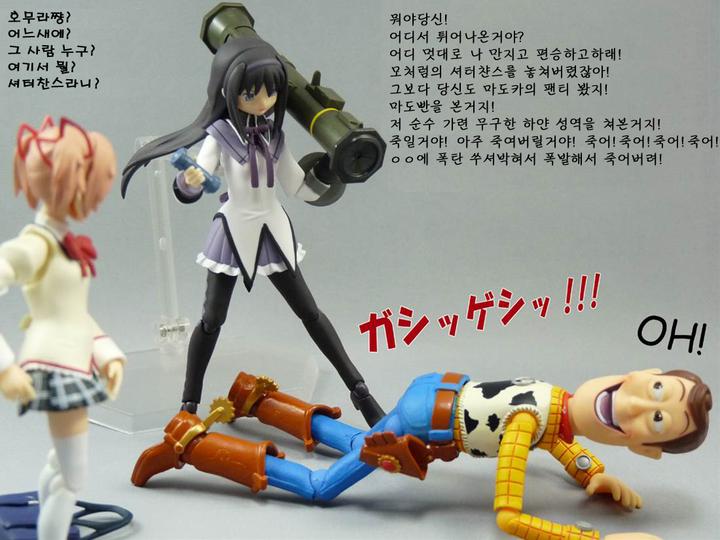 호무라쨩?
어느새에?
그 사람 누구?
여기서 뭘?
셔터찬스라니?
뭐야당신!
어디서 튀어나온거야?
어디 멋대로 나 만지고 편승하고하래!
모처럼의 셔터챤스를 놓쳐버렸잖아!
그보다 당신도 마도카의 팬티 봤지!
마도빤을 본거지!
저 순수 가련 무구한 하얀 성역을 쳐본거지!
죽일거야! 아주 죽여버릴거야! 죽어!죽어!죽어!죽어!
ㅇㅇ에 폭탄 쑤셔박혀서 폭발해서 죽어버려!
ガシッゲシッ!!!
OH!